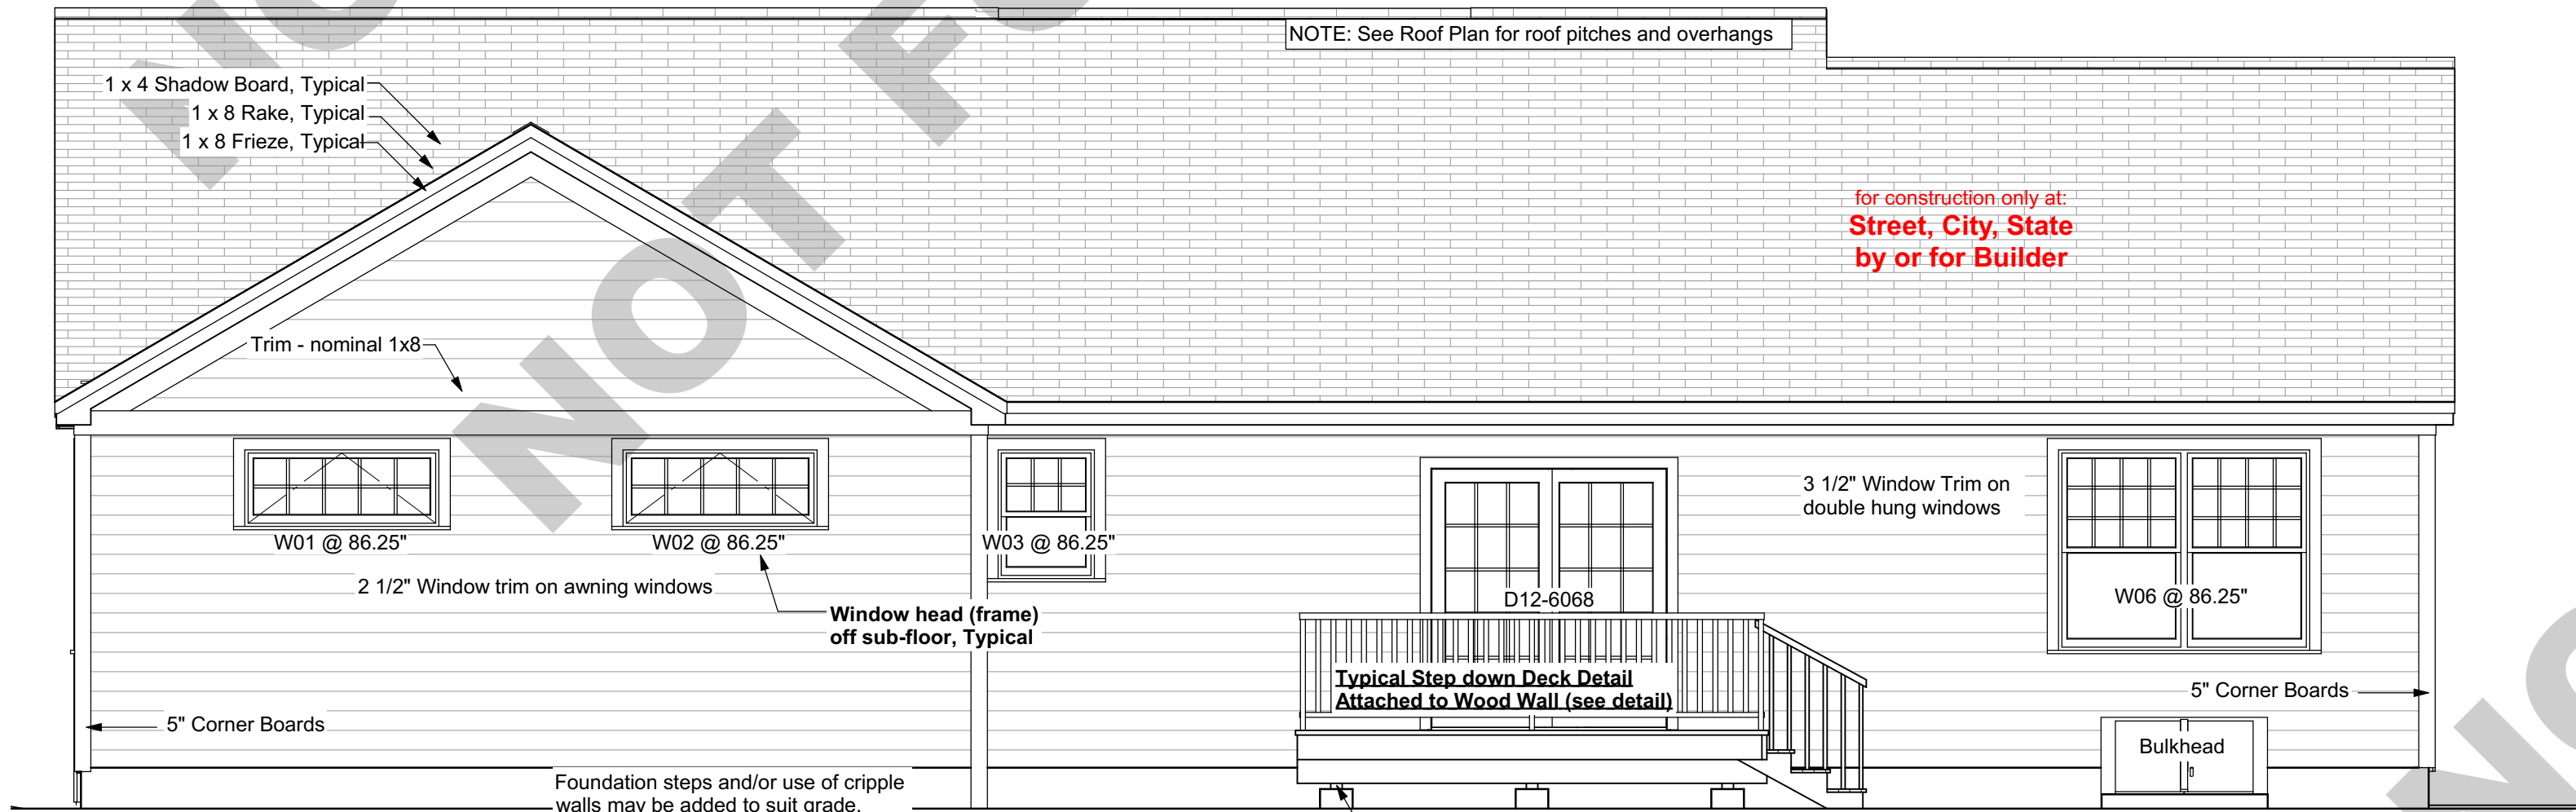 NOT FO
NOTE: See Roof Plan for roof pitches and overhangs
1 x 4 Shadow Board, Typical
1 x 8 Rake, Typical
1 x 8 Frieze, Typical
for construction only at:
Street, City, State
by or for Builder
Trim - nominal 1x8
W01 @ 86.25"
W02 @ 86.25"
W03 @ 86.25"
3 1/2" Window Trim on
double hung windows
2 1/2" Window trim on awning windows
Window head (frame)
off sub-floor, Typical
D12-6068
W06 @ 86.25"
Typical Step down Deck Detail
Attached to Wood Wall (see detail)
5" Corner Boards
5" Corner Boards
Bulkhead
Foundation steps and/or use of cripple
walls may be added to suit grade.
NO
NO